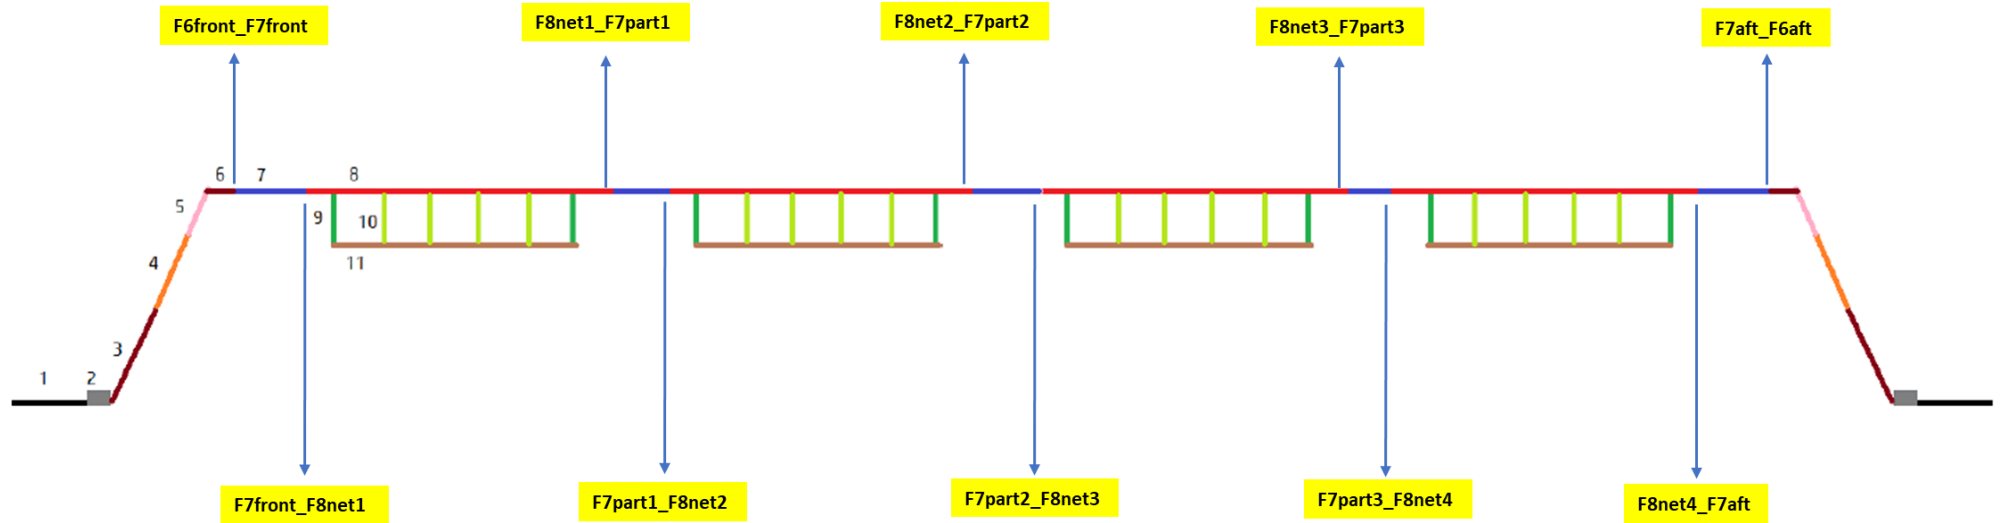 F6front_F7front
F8net1_F7part1
F8net2_F7part2
F8net3_F7part3
F7aft_F6aft
6
7
8
5
9
10
4
11
3
1
2
F7front_F8net1
F7part1_F8net2
F7part2_F8net3
F7part3_F8net4
F8net4_F7aft